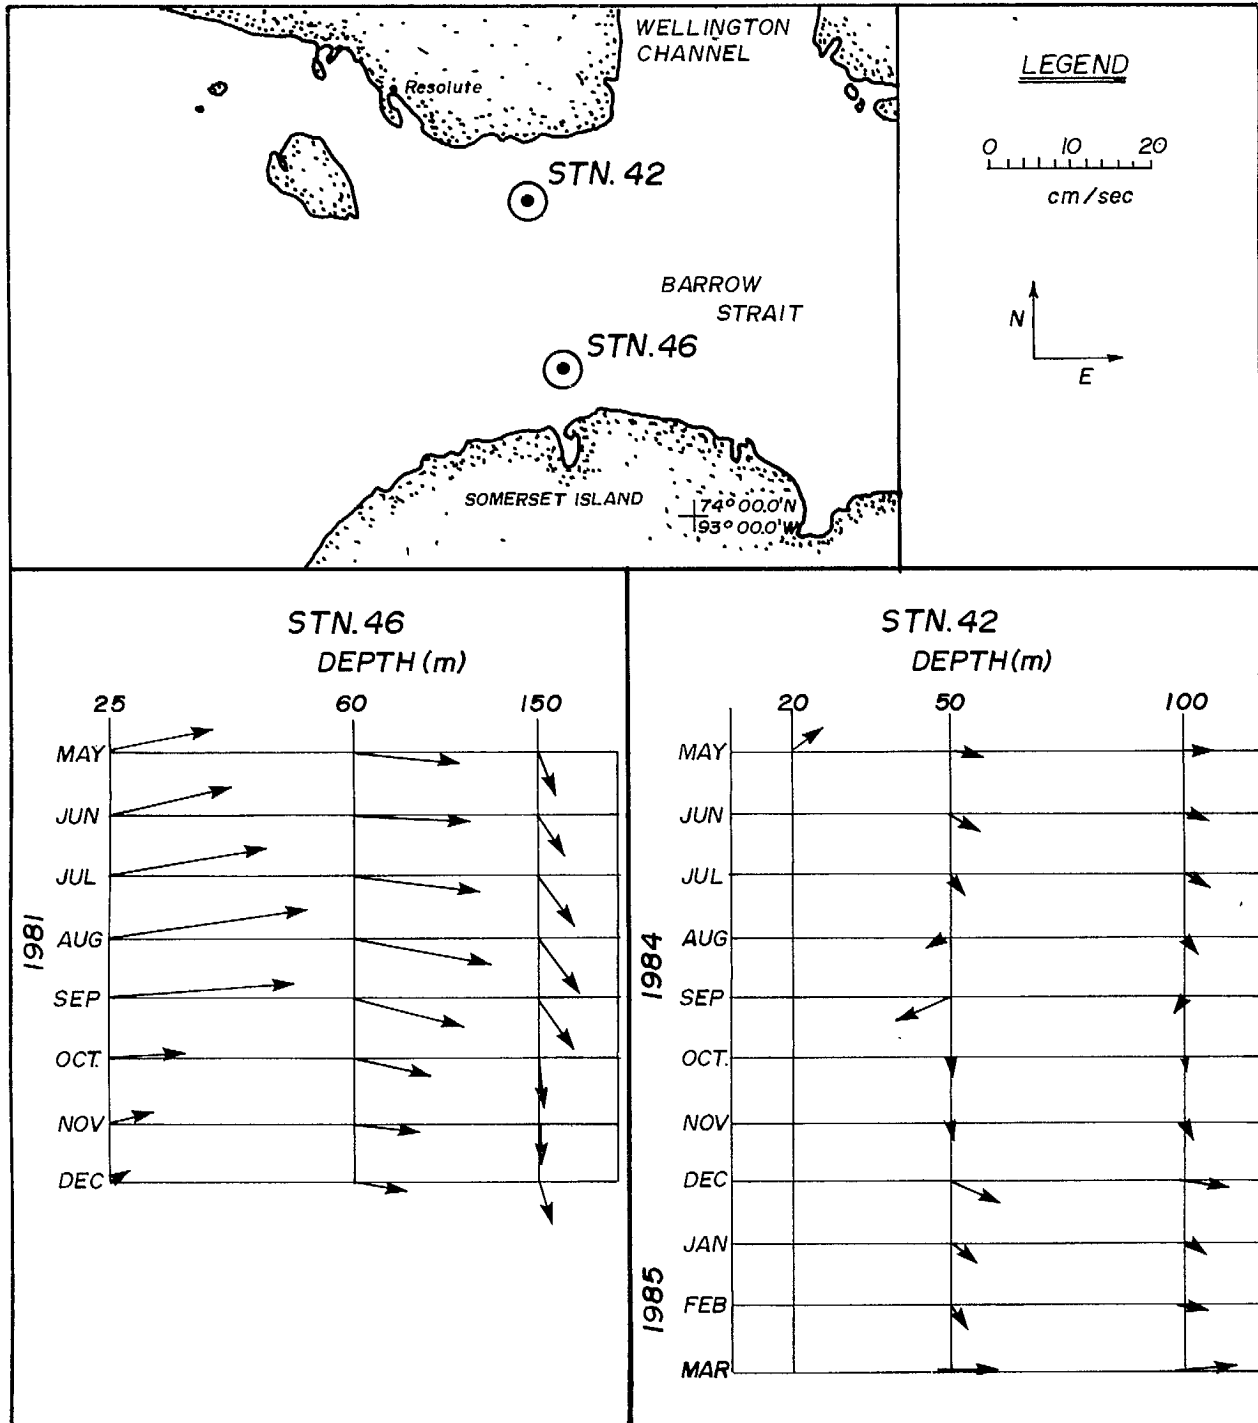 WELLINGTON
CHANNEL
Resolute
STN. 42
BARROW
STRAIT
STN. 46
SOMERSET ISLAND
74° 00.0'N
93° 00.0'W
LEGEND
0 10 20
cm/sec
N
E
STN. 46
DEPTH (m)
25 60 150
MAY
JUN
JUL
AUG
SEP
OCT.
NOV
DEC
1981
STN. 42
DEPTH (m)
20 50 100
MAY
JUN
JUL
AUG
SEP
OCT.
NOV
DEC
JAN
FEB
MAR
1984
1985